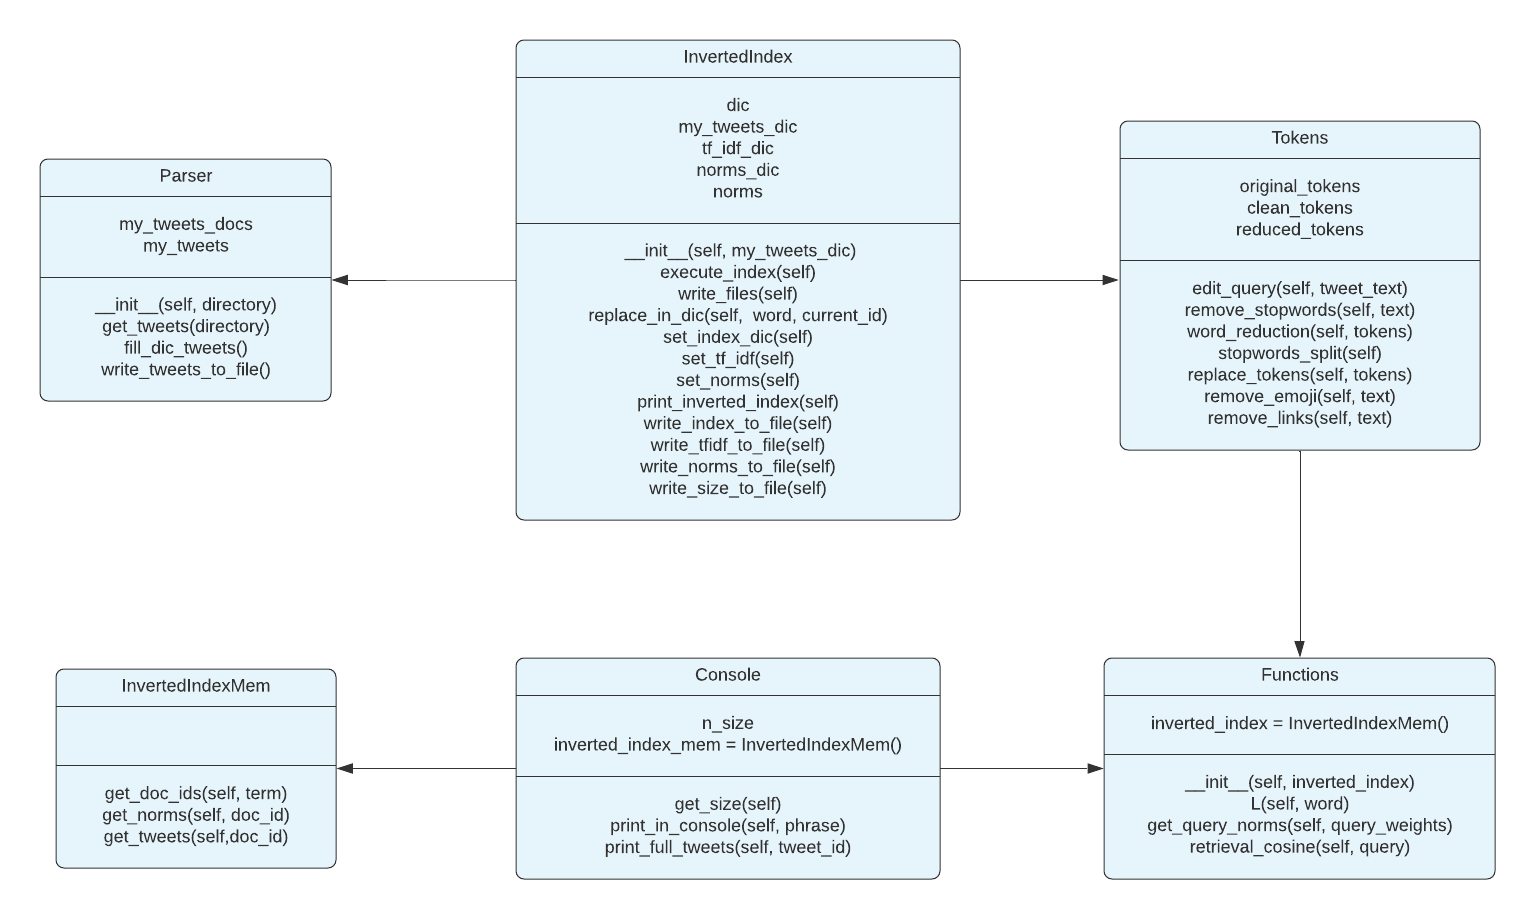 InvertedIndex
dic
my_tweets_dic
tf_idf_dic
norms_dic
norms
__init__(self, my_tweets_dic)
execute_index(self)
write_files(self)
replace_in_dic(self,  word, current_id)
set_index_dic(self)
set_tf_idf(self)
set_norms(self)
print_inverted_index(self)
write_index_to_file(self)
write_tfidf_to_file(self)
write_norms_to_file(self)
write_size_to_file(self)
Parser
my_tweets_docs
my_tweets
__init__(self, directory)
get_tweets(directory)
fill_dic_tweets()
write_tweets_to_file()
Tokens
original_tokens
clean_tokens
reduced_tokens
edit_query(self, tweet_text)
remove_stopwords(self, text)
word_reduction(self, tokens)
stopwords_split(self)
replace_tokens(self, tokens)
remove_emoji(self, text)
remove_links(self, text)
InvertedIndexMem
get_doc_ids(self, term)
get_norms(self, doc_id)
get_tweets(self,doc_id)
Console
n_size
inverted_index_mem = InvertedIndexMem()
get_size(self)
print_in_console(self, phrase)
print_full_tweets(self, tweet_id)
Functions
inverted_index = InvertedIndexMem()
__init__(self, inverted_index)
L(self, word)
get_query_norms(self, query_weights)
retrieval_cosine(self, query)